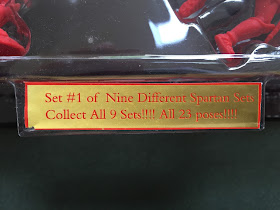 Set #1 of Nine Different Spartan Sets
Collect All 9 Sets!!!! All 23 poses!!!!